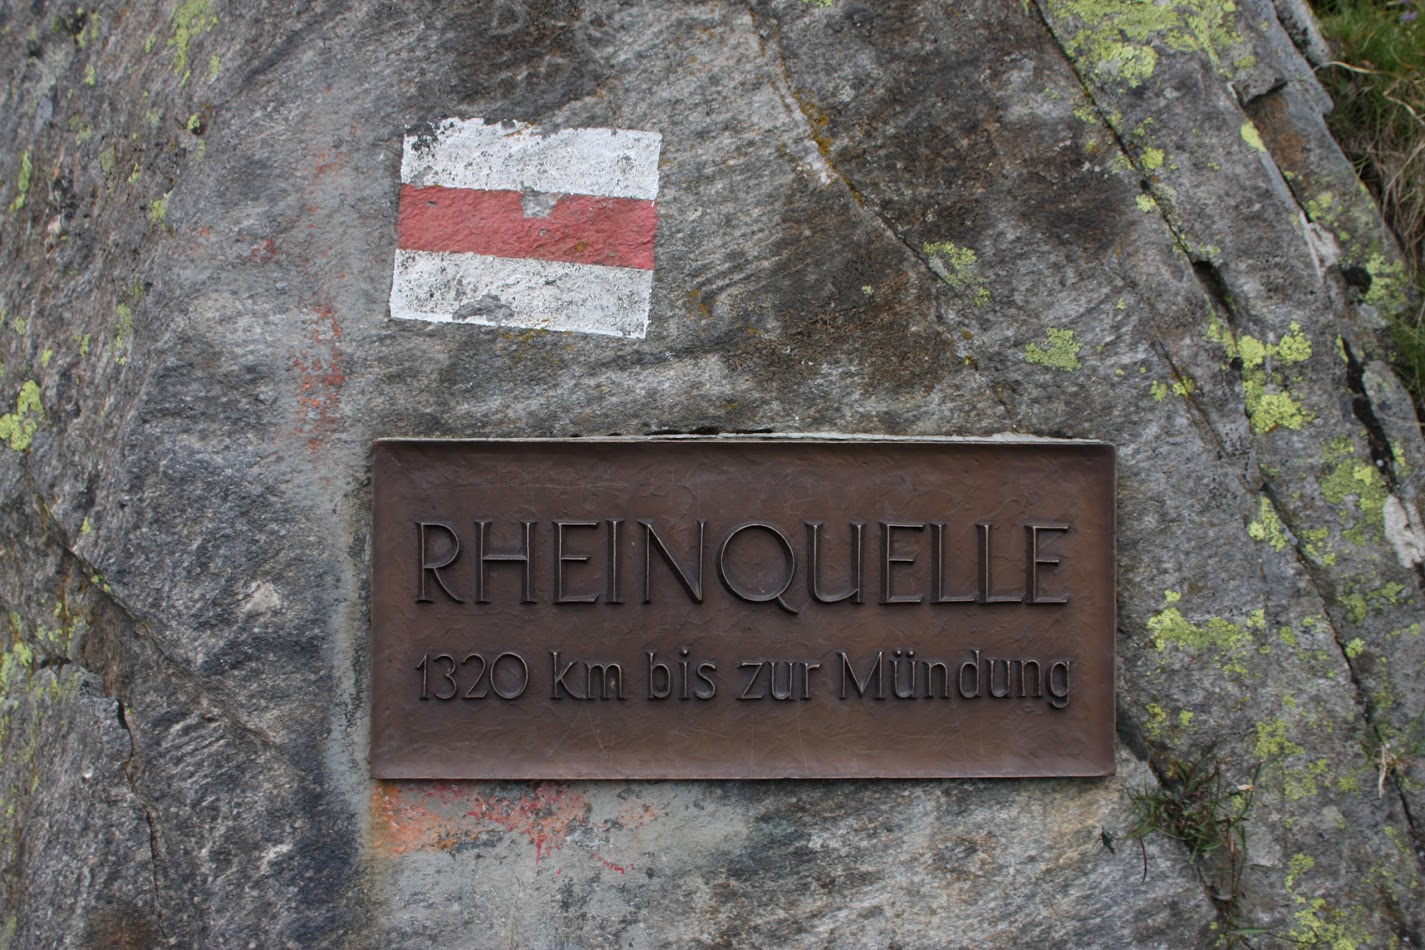 RHEINQUELLE
1320 km bis zur Mündung